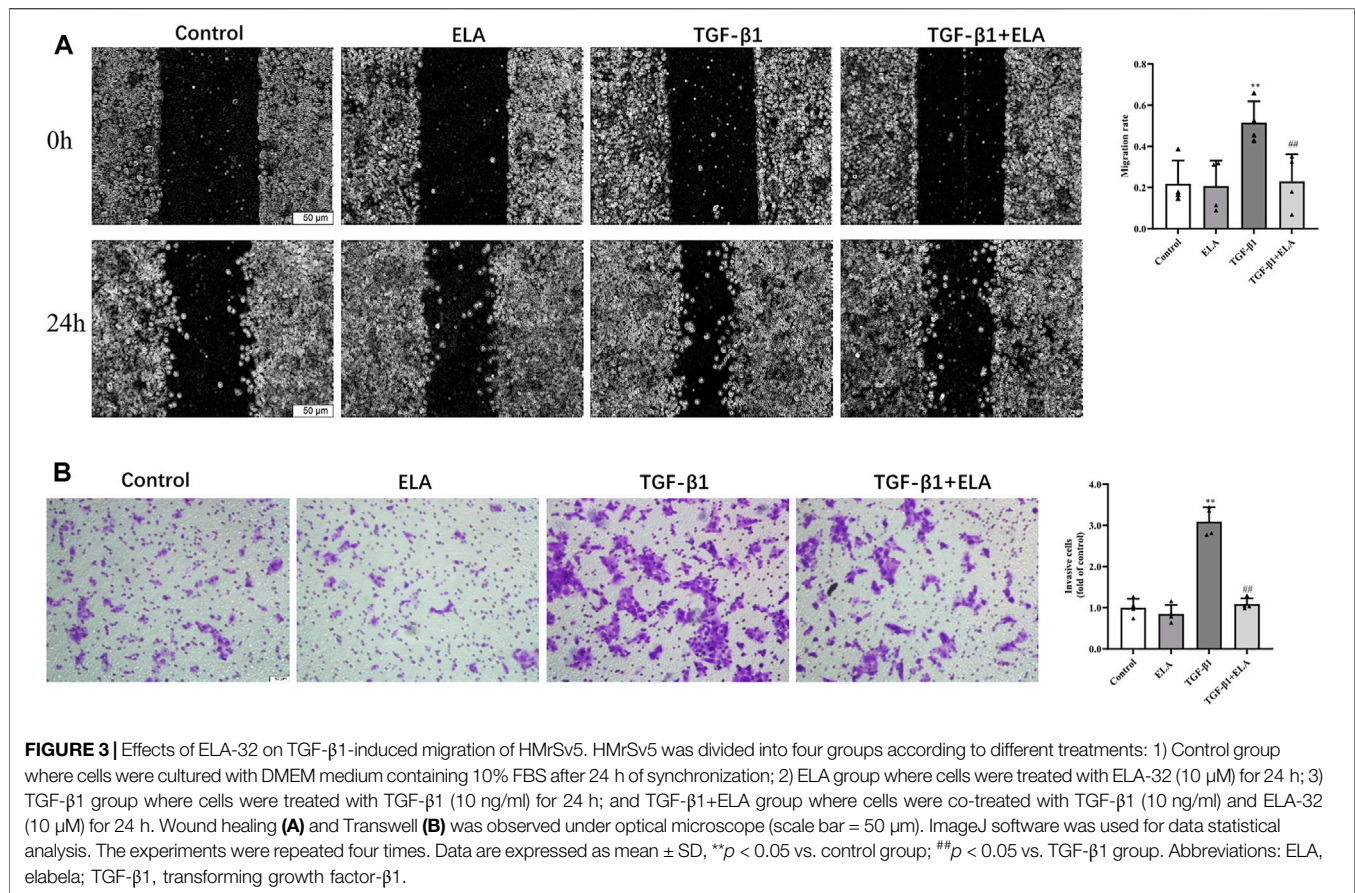 A
Control
ELA
TGF-β1
TGF-β1+ELA
0h
50 µm
24h
50 µm
0.8
0.6
0.4
0.2
0.0
Migration rate
**
##
Control
ELA
TGF-β1
TGF-β1+ELA
B
Control
ELA
TGF-β1
TGF-β1+ELA
4.0
3.0
2.0
1.0
0.0
Invasive cells
(fold of control)
**
##
Control
ELA
TGF-β1
TGF-β1+ELA
FIGURE 3 | Effects of ELA-32 on TGF-β1-induced migration of HMrSv5. HMrSv5 was divided into four groups according to different treatments: 1) Control group
where cells were cultured with DMEM medium containing 10% FBS after 24 h of synchronization; 2) ELA group where cells were treated with ELA-32 (10 µM) for 24 h; 3)
TGF-β1 group where cells were treated with TGF-β1 (10 ng/ml) for 24 h; and TGF-β1+ELA group where cells were co-treated with TGF-β1 (10 ng/ml) and ELA-32
(10 µM) for 24 h. Wound healing (A) and Transwell (B) was observed under optical microscope (scale bar = 50 µm). ImageJ software was used for data statistical
analysis. The experiments were repeated four times. Data are expressed as mean ± SD, **p < 0.05 vs. control group; ##p < 0.05 vs. TGF-β1 group. Abbreviations: ELA,
elabela; TGF-β1, transforming growth factor-β1.